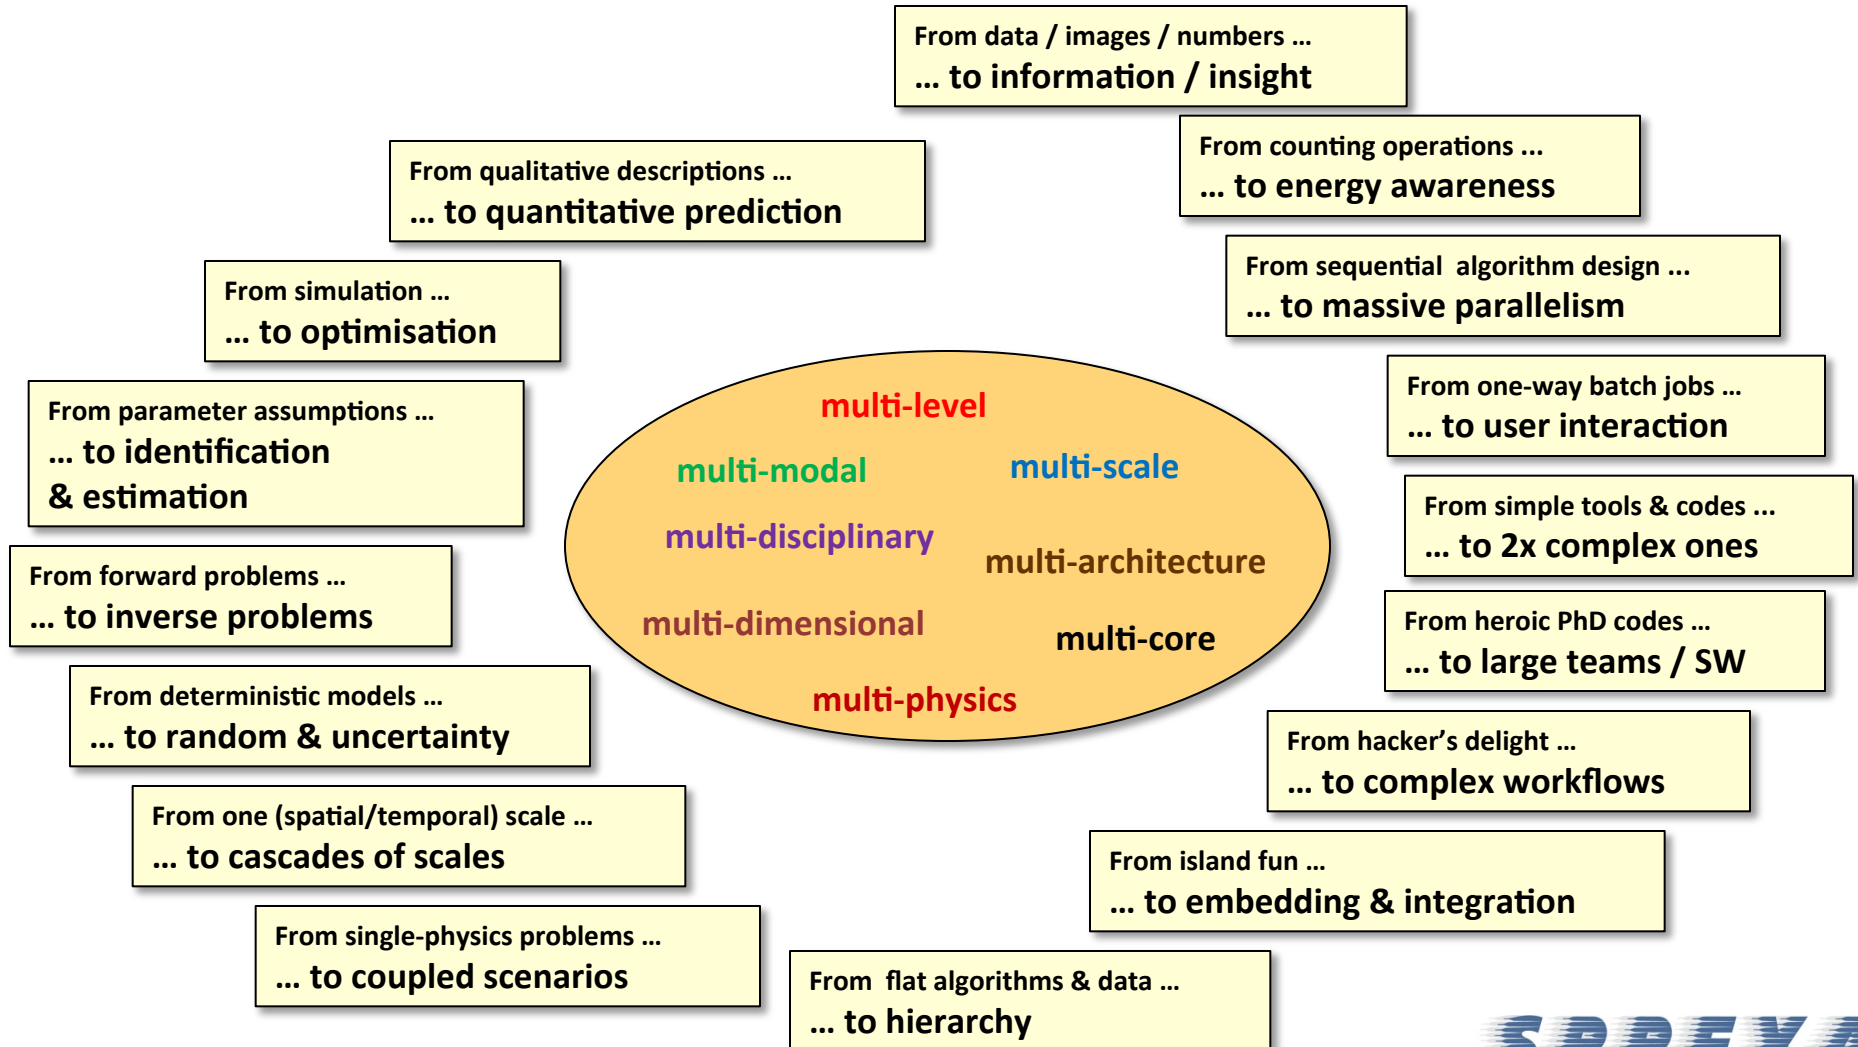 From data / images / numbers …
… to information / insight
From counting operations ...
… to energy awareness
From qualitative descriptions …
… to quantitative prediction
From sequential  algorithm design ...
… to massive parallelism
From simulation …
… to optimisation
From one-way batch jobs …
… to user interaction
From parameter assumptions …
… to identification
& estimation
multi-level
multi-modal
multi-scale
multi-disciplinary
multi-architecture
multi-dimensional
multi-core
multi-physics
From simple tools & codes ...
… to 2x complex ones
From forward problems …
… to inverse problems
From heroic PhD codes …
… to large teams / SW
From deterministic models …
… to random & uncertainty
From hacker’s delight …
… to complex workflows
From one (spatial/temporal) scale …
… to cascades of scales
From island fun …
… to embedding & integration
From single-physics problems …
… to coupled scenarios
From  flat algorithms & data …
… to hierarchy